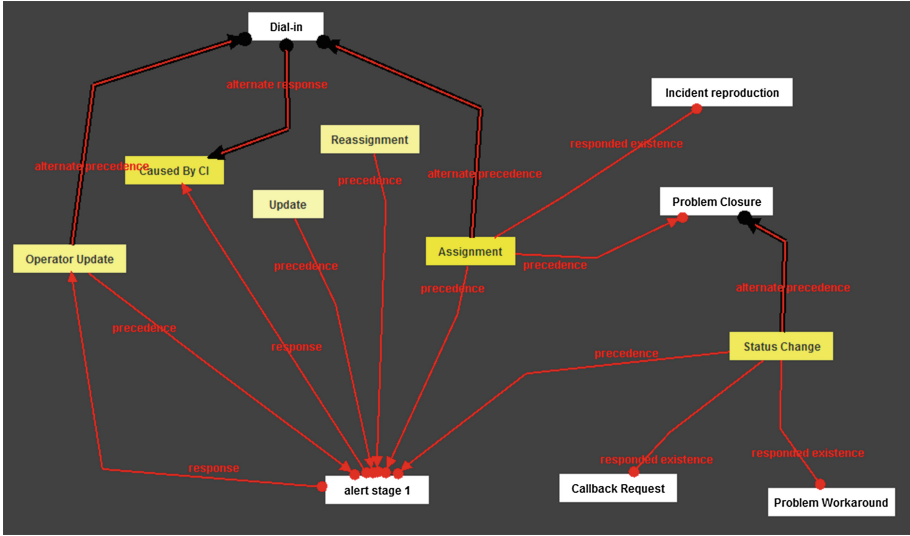 Dial-in
alternate response
Incident reproduction
Reassignment
responded existence
alternate precedence
Caused By CI
precedence
alternate precedence
Update
Problem Closure
Assignment
Operator Update
precedence
precedence
precedence
alternate precedence
precedence
response
Status Change
precedence
responded existence
responded existence
response
alert stage 1
Callback Request
Problem Workaround